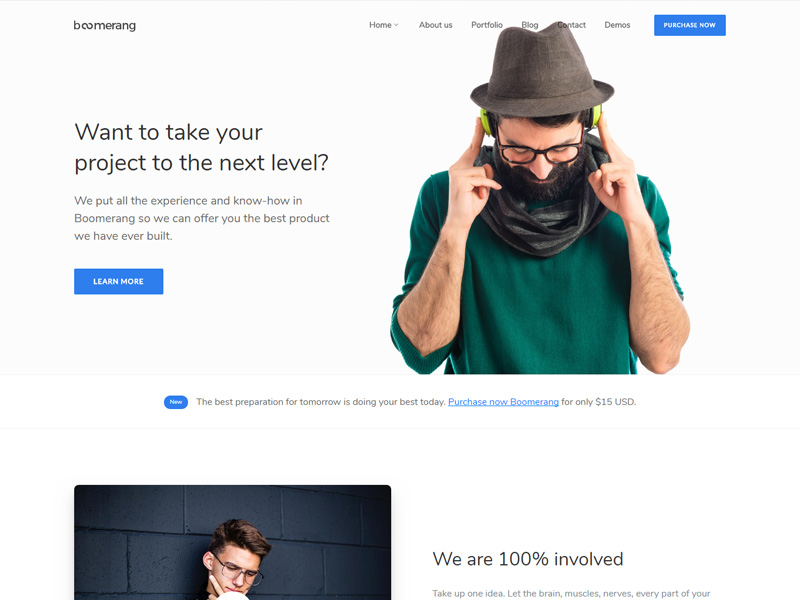 boomerang
Home
About us
Portfolio
Blog
Contact
Demos
PURCHASE NOW
Want to take your
project to the next level?
We put all the experience and know-how in
Boomerang so we can offer you the best product
we have ever built.
LEARN MORE
New The best preparation for tomorrow is doing your best today. Purchase now Boomerang for only $15 USD.
We are 100% involved
Take up one idea. Let the brain, muscles, nerves, every part of your